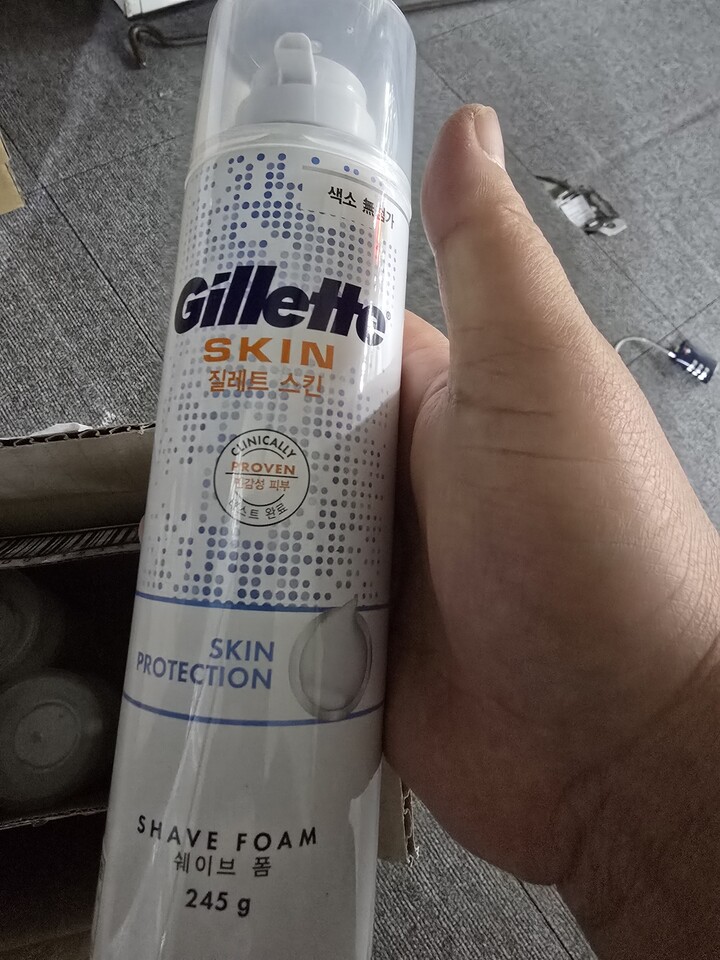 색소 無첨가
Gillette®
SKIN
질레트 스킨
CLINICALLY
PROVEN
민감성 피부
테스트 완료
SKIN
PROTECTION
SHAVE FOAM
쉐이브 폼
245 g